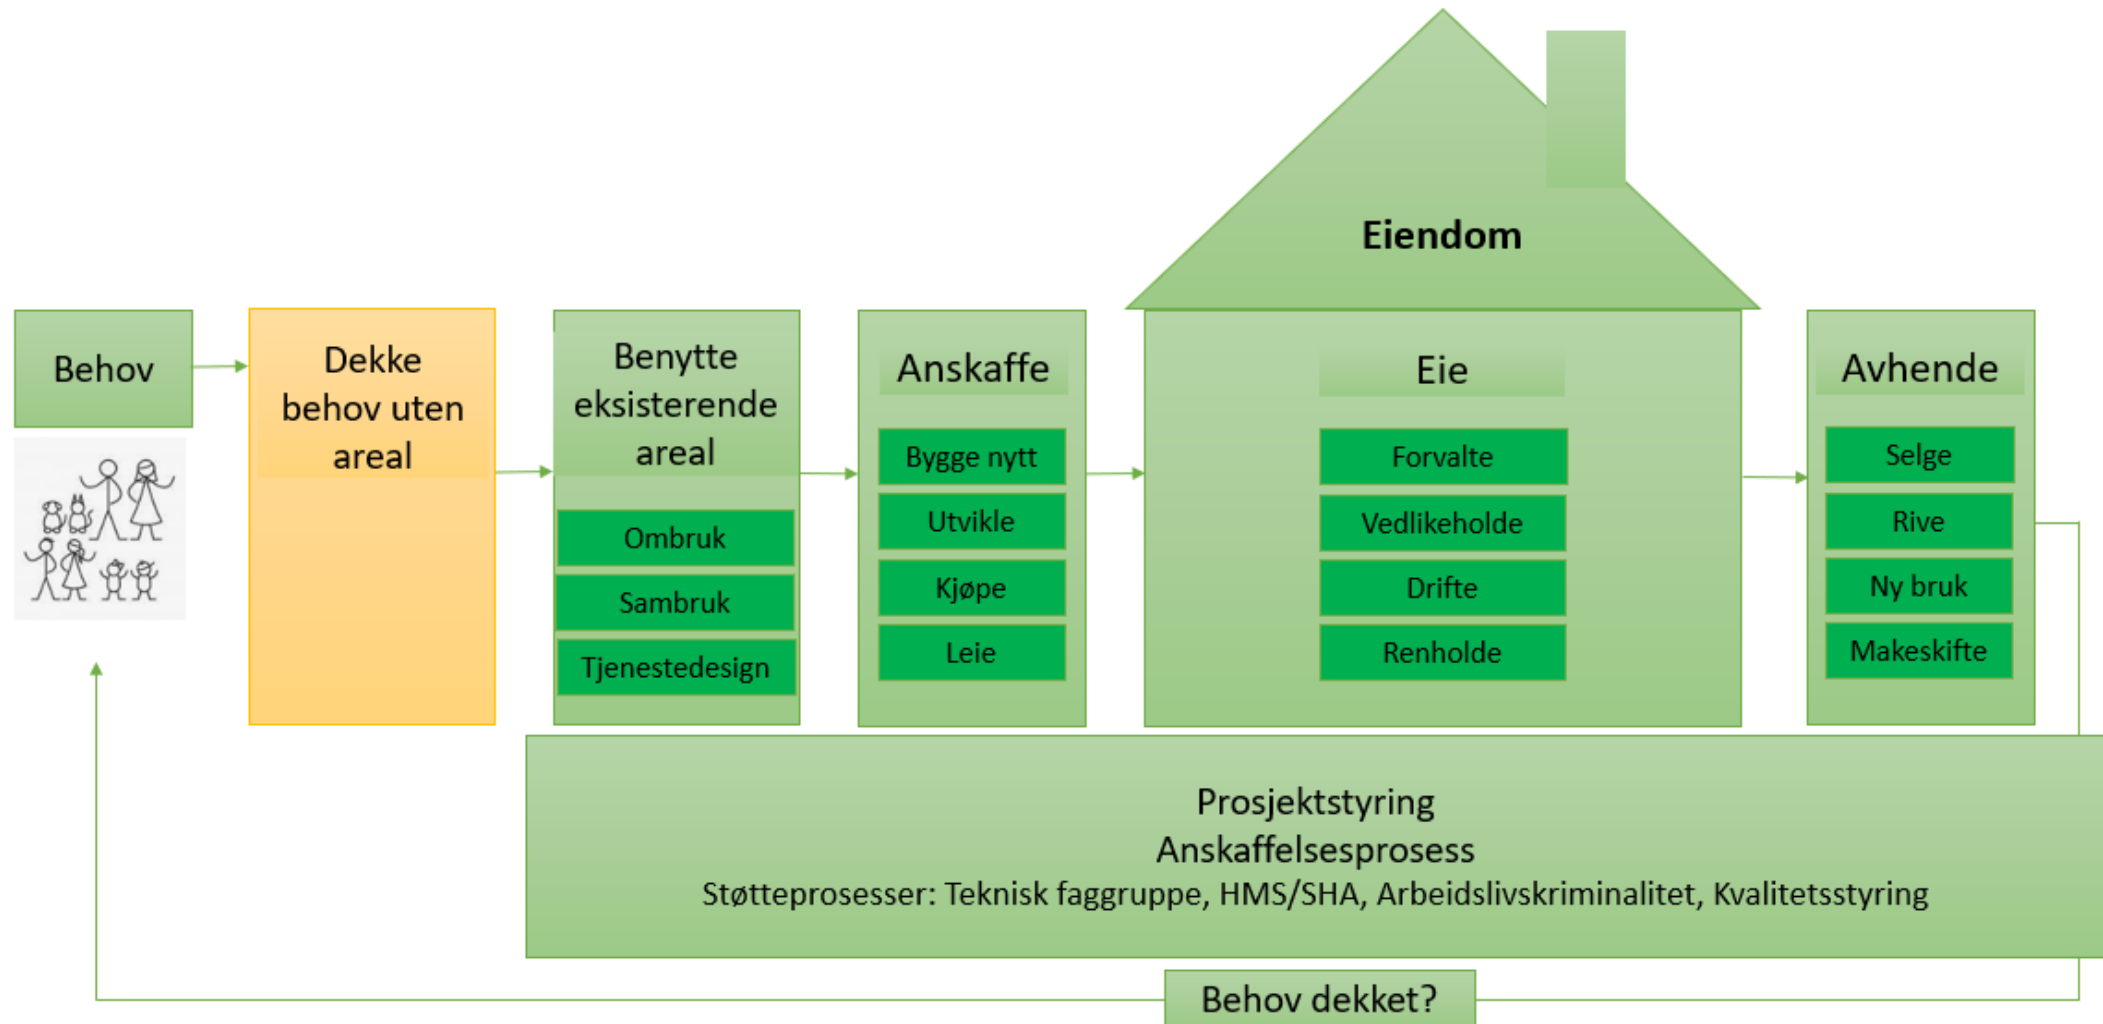 Eiendom
Behov
Dekke
behov uten
areal
Benytte
eksisterende
areal
Ombruk
Sambruk
Tjenestedesign
Anskaffe
Bygge nytt
Utvikle
Kjøpe
Leie
Eie
Forvalte
Vedlikeholde
Drifte
Renholde
Avhende
Selge
Rive
Ny bruk
Makeskifte
Prosjektstyring
Anskaffelsesprosess
Støtteprosesser: Teknisk faggruppe, HMS/SHA, Arbeidslivskriminalitet, Kvalitetsstyring
Behov dekket?